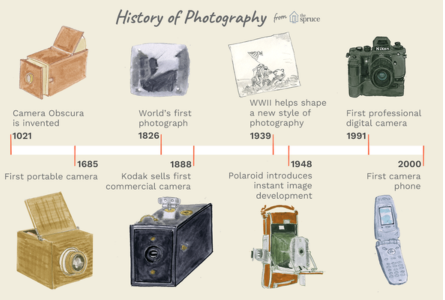 History of Photography from the spruce
Camera Obscura
is invented
1021
World's first
photograph
1826
WWII helps shape
a new style of
photography
1939
First professional
digital camera
1991
1685
First portable camera
1888
Kodak sells first
commercial camera
1948
Polaroid introduces
instant image
development
2000
First camera
phone